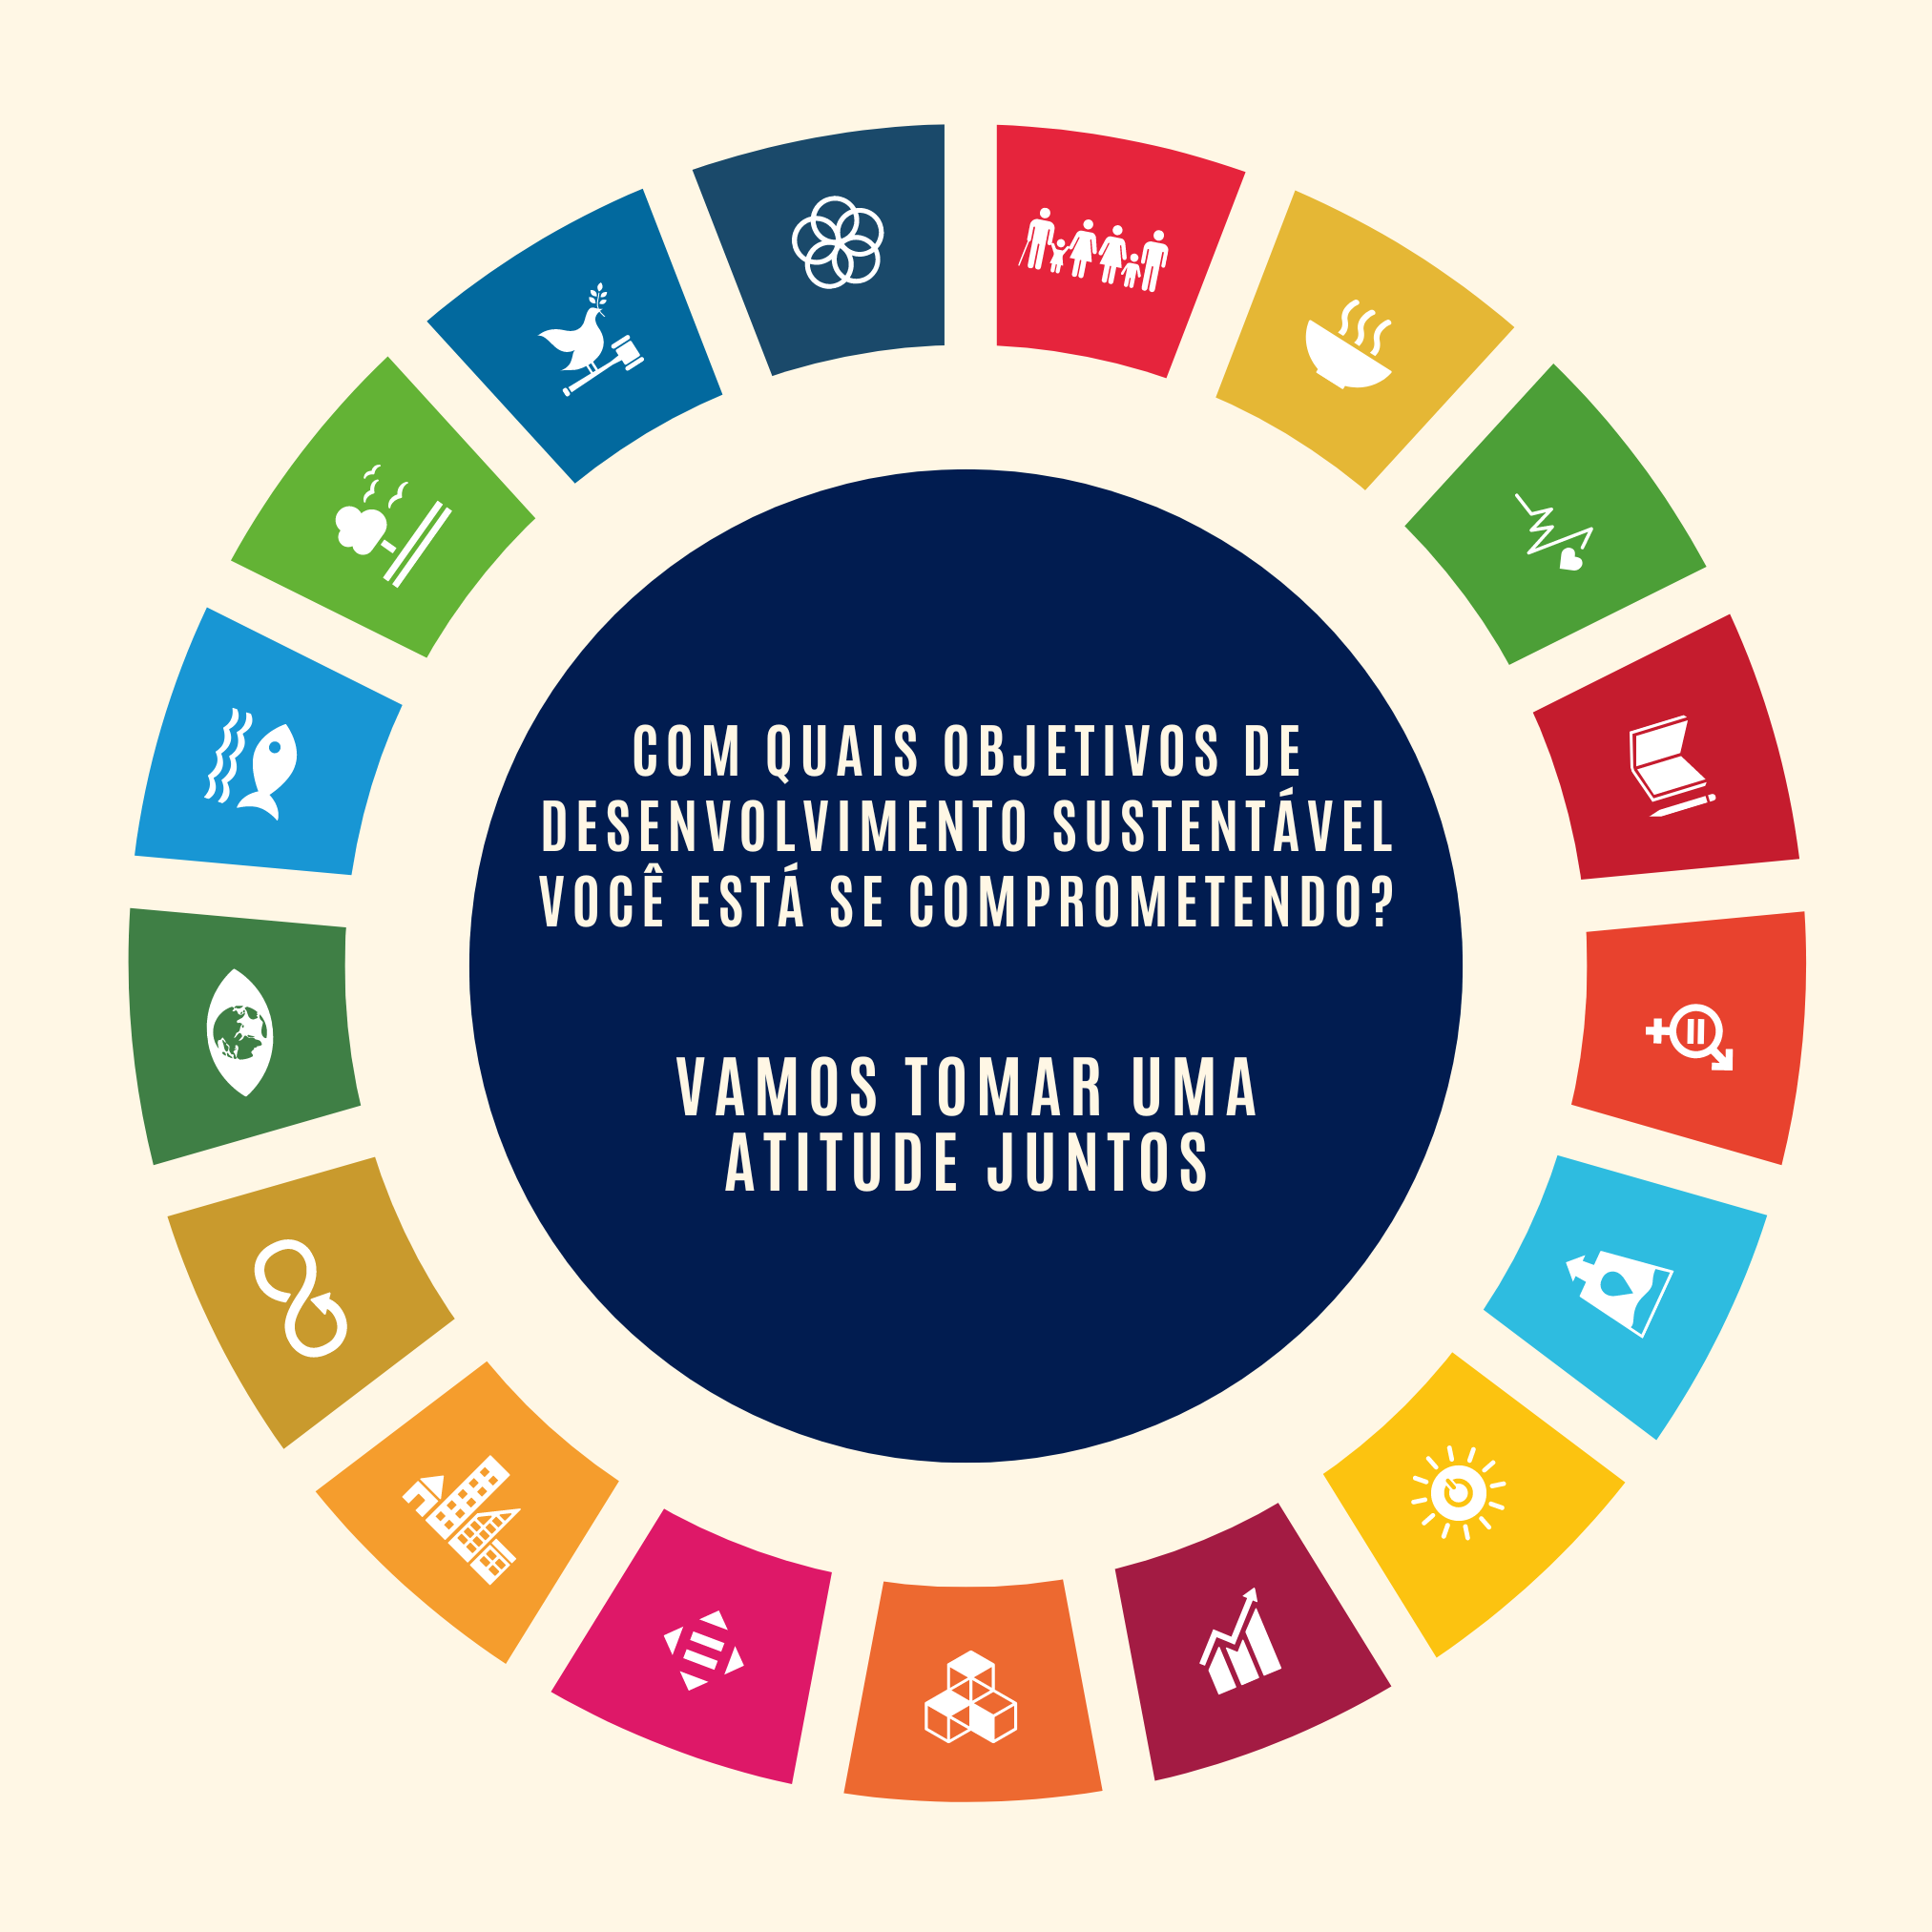 COM QUAIS OBJETIVOS DE
DESENVOLVIMENTO SUSTENTÁVEL
VOCÊ ESTÁ SE COMPROMETENDO?
VAMOS TOMAR UMA
ATITUDE JUNTOS